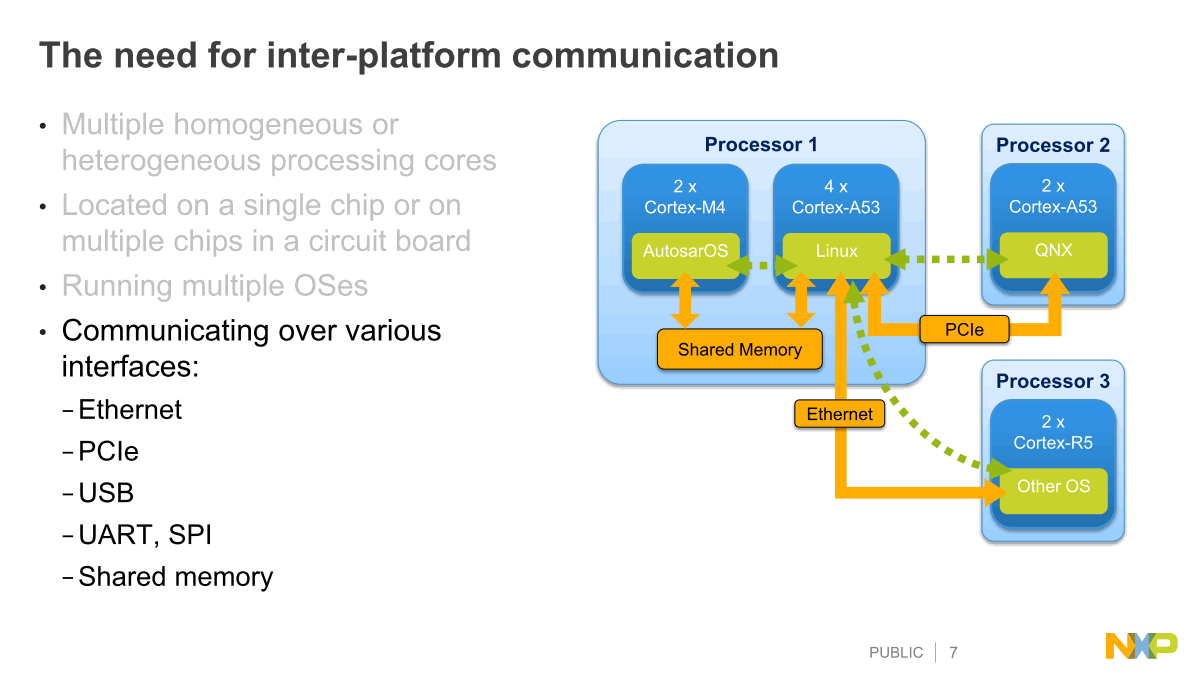 The need for inter-platform communication
• Multiple homogeneous or
heterogeneous processing cores
• Located on a single chip or on
multiple chips in a circuit board
• Running multiple OSes
• Communicating over various
interfaces:
– Ethernet
– PCIe
– USB
– UART, SPI
– Shared memory
Processor 1
2 x
Cortex-M4
AutosarOS
4 x
Cortex-A53
Linux
Shared Memory
Processor 2
2 x
Cortex-A53
QNX
PCIe
Ethernet
Processor 3
2 x
Cortex-R5
Other OS
PUBLIC
7
NXP